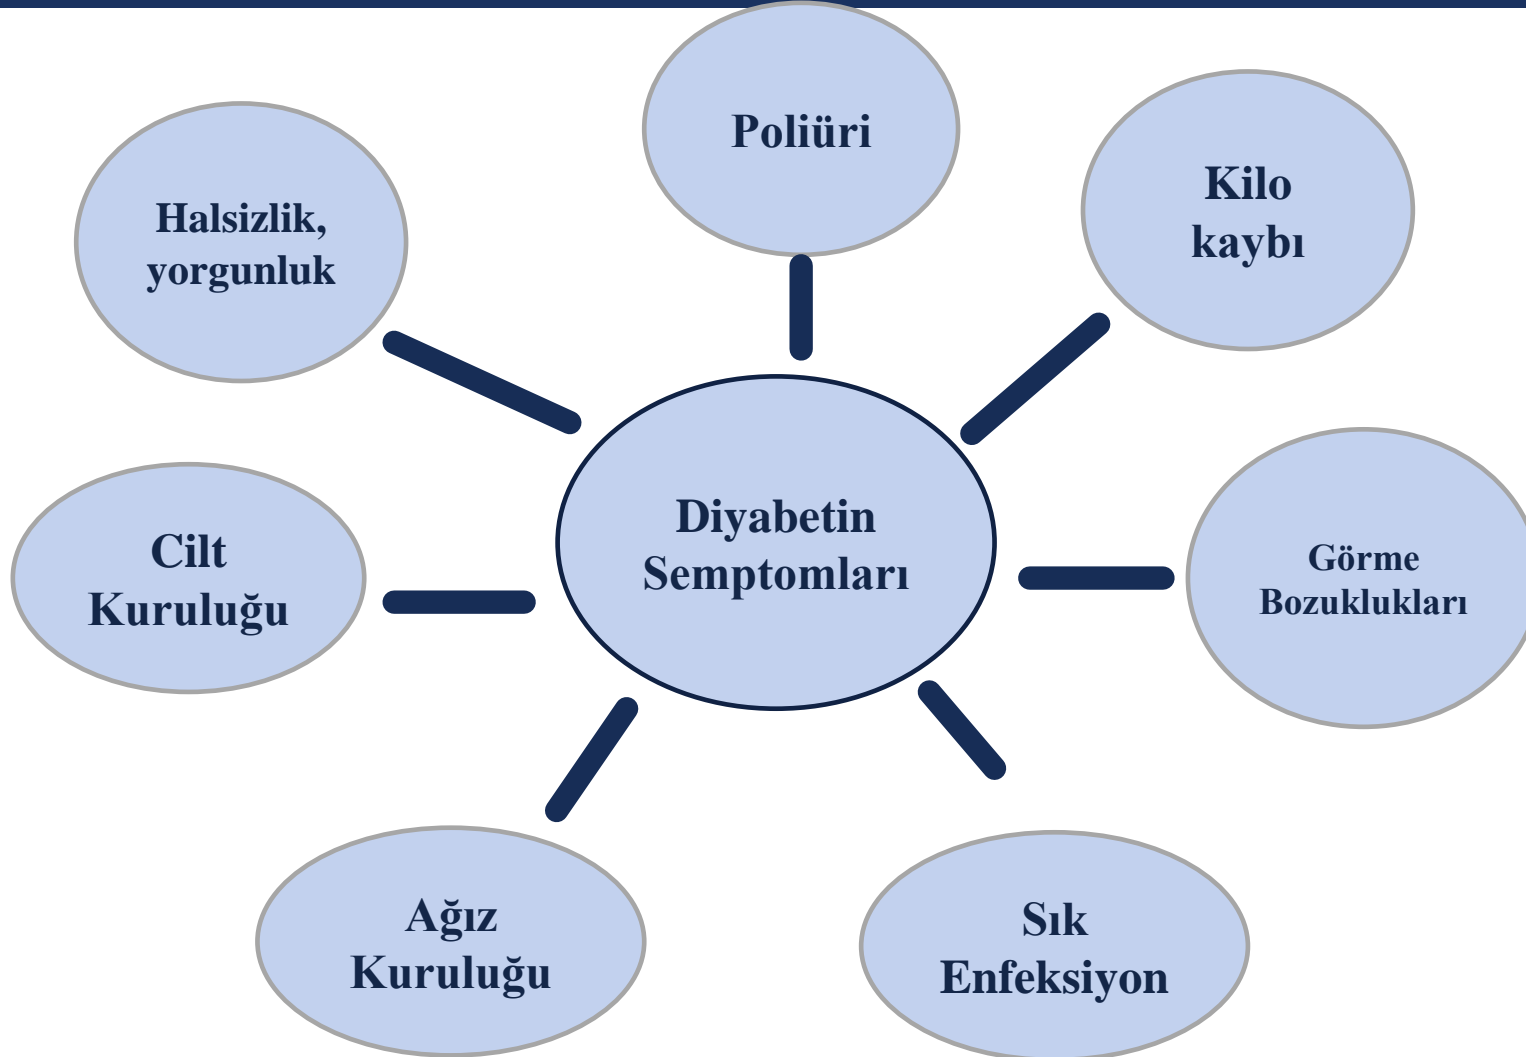 Poliüri
Kilo
kaybı
Halsizlik,
yorgunluk
Diyabetin
Semptomları
Cilt
Kuruluğu
Görme
Bozuklukları
Ağız
Kuruluğu
Sık
Enfeksiyon